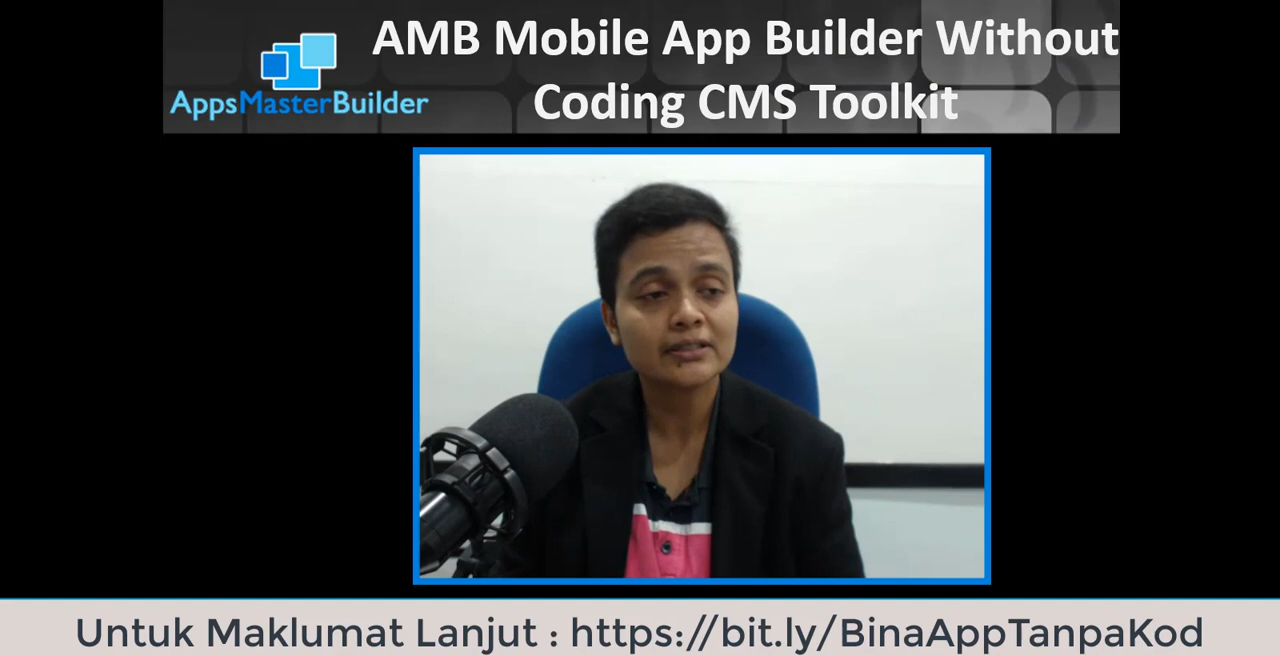 AMB Mobile App Builder Without
Coding CMS Toolkit
AppsMasterBuilder
Untuk Maklumat Lanjut : https://bit.ly/BinaAppTanpaKod